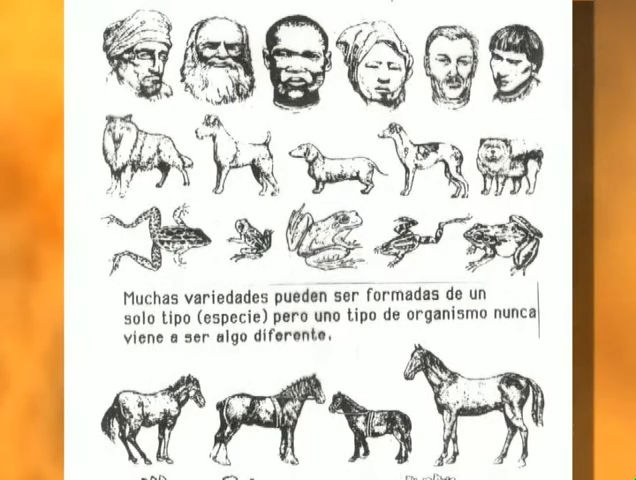 Muchas variedades pueden ser formadas de un
solo tipo (especie) pero uno tipo de organismo nunca
viene a ser algo diferente.